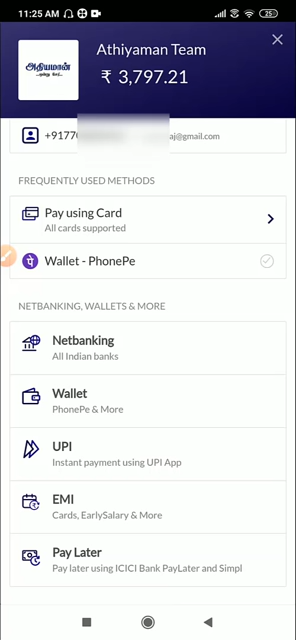 11:25 AM
25
அதியமான்
Athiyaman Team
₹ 3,797.21
+9177
aj@gmail.com
FREQUENTLY USED METHODS
Pay using Card
All cards supported
Wallet - PhonePe
NETBANKING, WALLETS & MORE
Netbanking
All Indian banks
Wallet
PhonePe & More
UPI
Instant payment using UPI App
EMI
Cards, EarlySalary & More
Pay Later
Pay later using ICICI Bank PayLater and Simpl